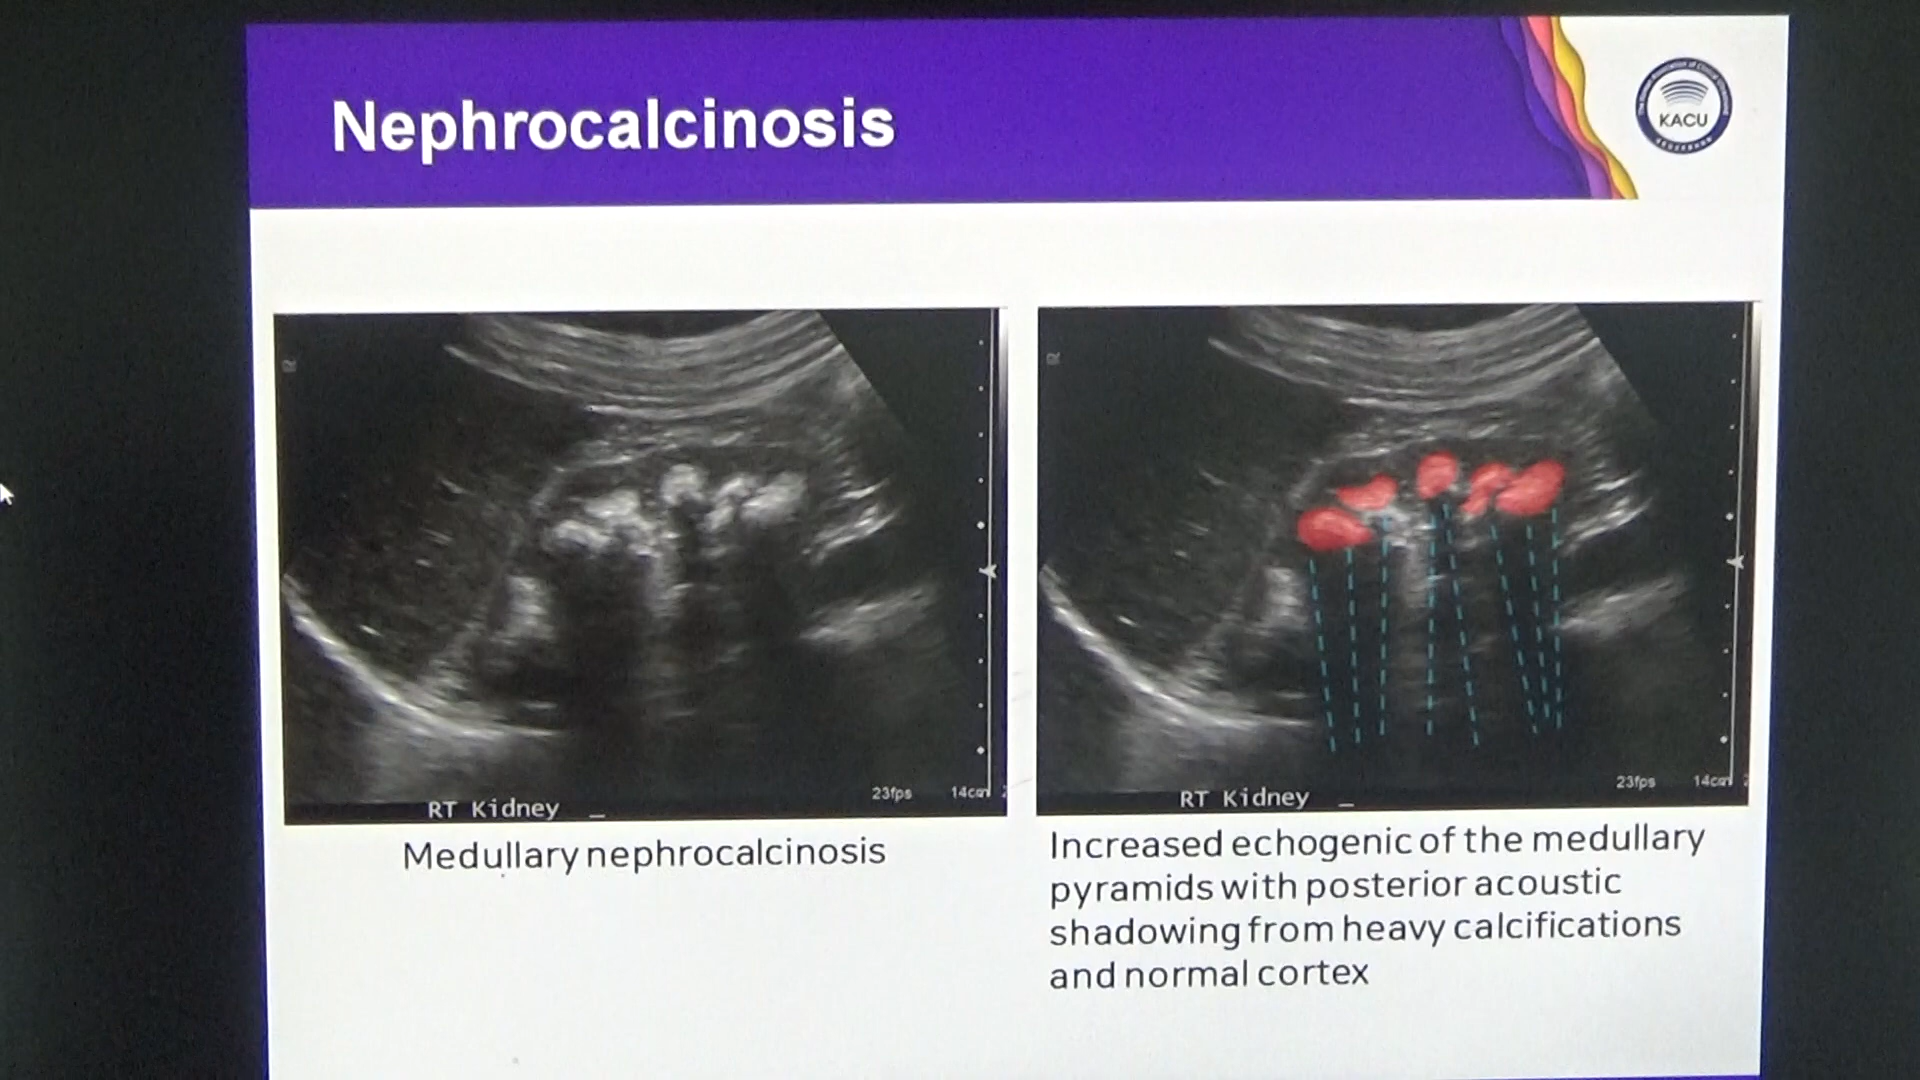 Nephrocalcinosis
KACU
RT Kidney _
23fps
14cm
RT Kidney _
23fps
14cm
Medullary nephrocalcinosis
Increased echogenic of the medullary
pyramids with posterior acoustic
shadowing from heavy calcifications
and normal cortex